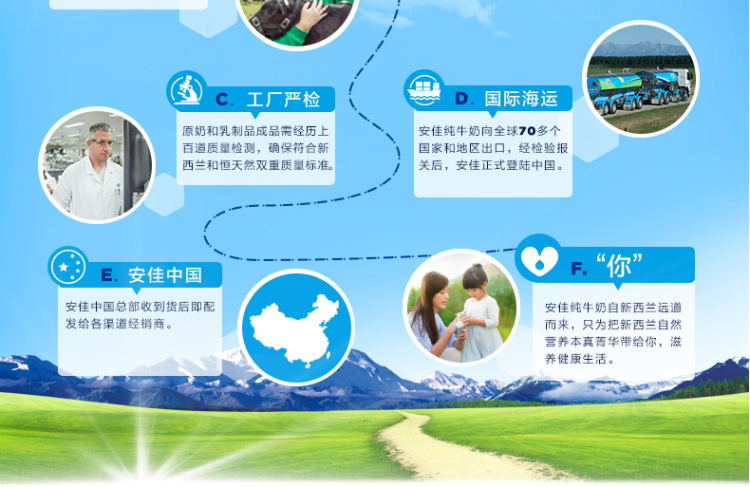 C. 工厂严检
原奶和乳制品成品需经历上
百道质量检测，确保符合新
西兰和恒天然双重质量标准。
D. 国际海运
安佳纯牛奶向全球70多个
国家和地区出口，经检验报
关后，安佳正式登陆中国。
E. 安佳中国
安佳中国总部收到货后即配
发给各渠道经销商。
F. “你”
安佳纯牛奶自新西兰远道
而来，只为把新西兰自然
营养本真菁华带给你，滋
养健康生活。